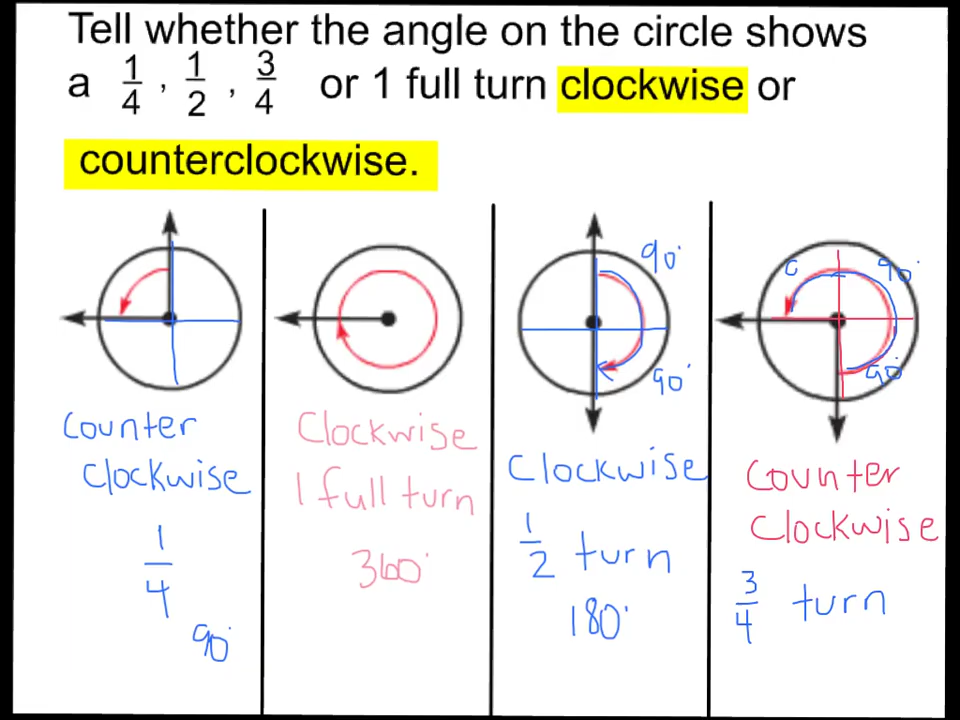 Tell whether the angle on the circle shows
a 1/4 , 1/2 , 3/4 or 1 full turn clockwise or
counterclockwise.
counter
clockwise
1/4
90°
Clockwise
1 full turn
360°
90°
90°
Clockwise
1/2 turn
180°
90°
90°
Counter
Clockwise
3/4 turn